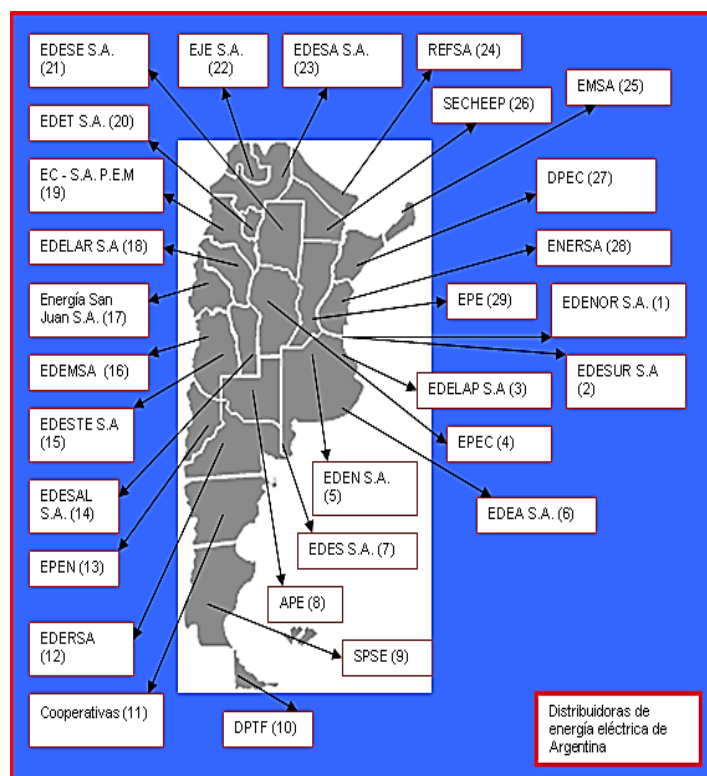 EDESE S.A.
(21)
EJE S.A.
(22)
EDESA S.A.
(23)
REFSA (24)
EMSA (25)
SECHEEP (26)
EDET S.A. (20)
EC - S.A. P.E.M
(19)
DPEC (27)
EDELAR S.A (18)
ENERSA (28)
Energía San
Juan S.A. (17)
EPE (29)
EDENOR S.A. (1)
EDEMSA (16)
EDESUR S.A
(2)
EDELAP S.A (3)
EDESTE S.A
(15)
EPEC (4)
EDEN S.A.
(5)
EDESAL
S.A. (14)
EDEA S.A. (6)
EDES S.A. (7)
EPEN (13)
APE (8)
EDERSA
(12)
SPSE (9)
Cooperativas (11)
DPTF (10)
Distribuidoras de
energía eléctrica de
Argentina